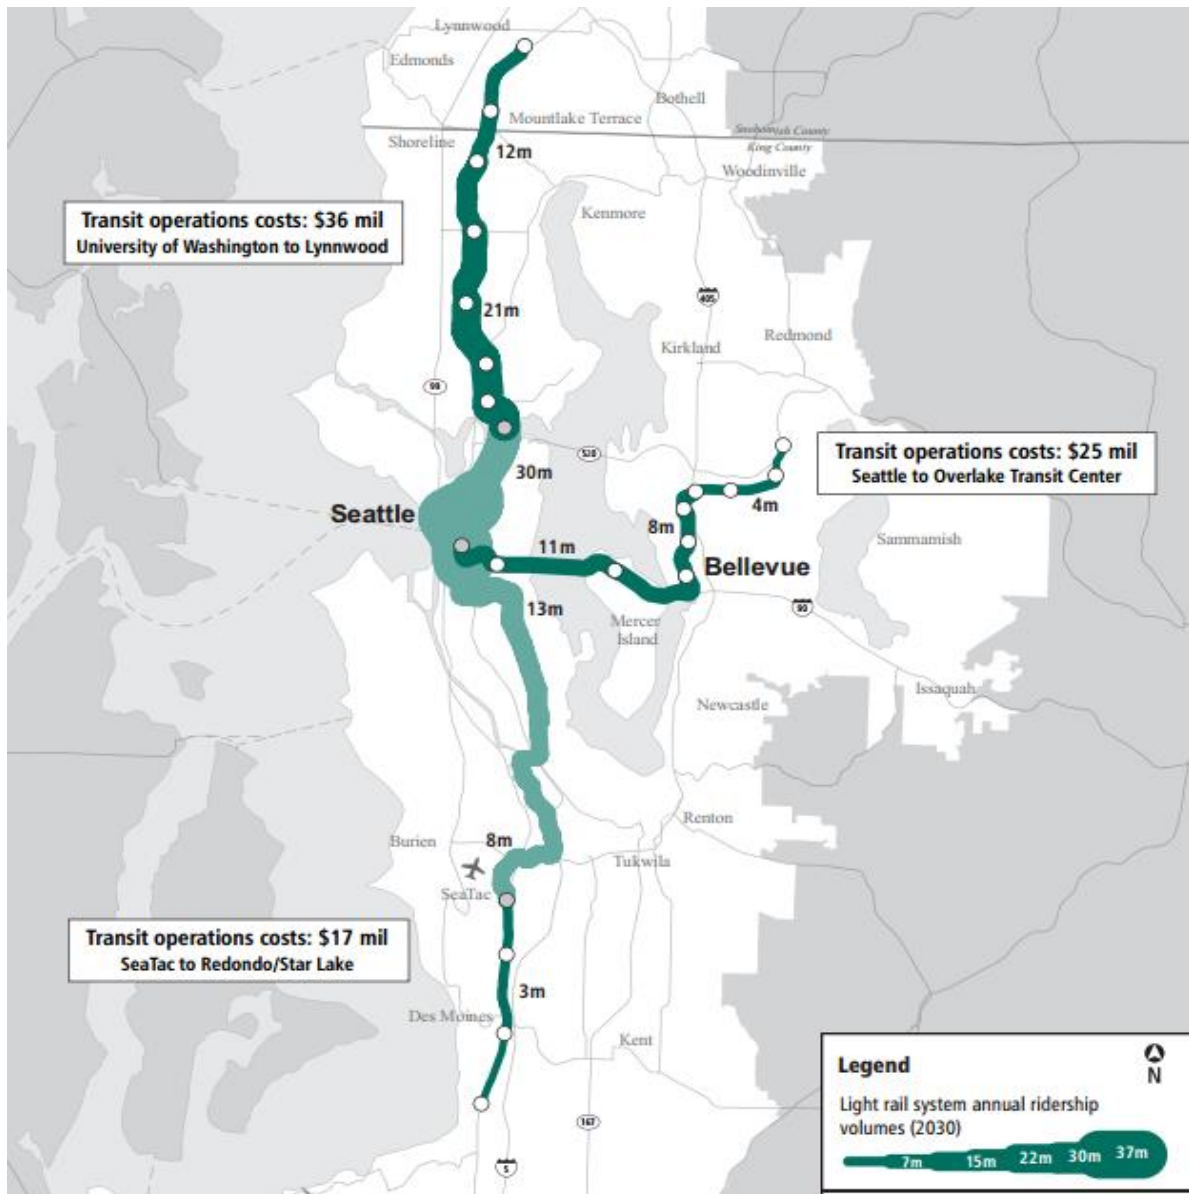 Lynnwood
Edmonds
Bothell
Mountlake Terrace
Snohomish County
King County
Shoreline
12m
Woodinville
Transit operations costs: $36 mil
University of Washington to Lynnwood
Kenmore
405
21m
Redmond
Kirkland
99
520
Transit operations costs: $25 mil
Seattle to Overlake Transit Center
30m
4m
Seattle
8m
Sammamish
11m
Bellevue
13m
90
Mercer
Island
Issaquah
Newcastle
Renton
Burien
8m
Tukwila
SeaTac
Transit operations costs: $17 mil
SeaTac to Redondo/Star Lake
3m
Des Moines
Kent
167
5
Legend
N
Light rail system annual ridership
volumes (2030)
7m 15m 22m 30m 37m